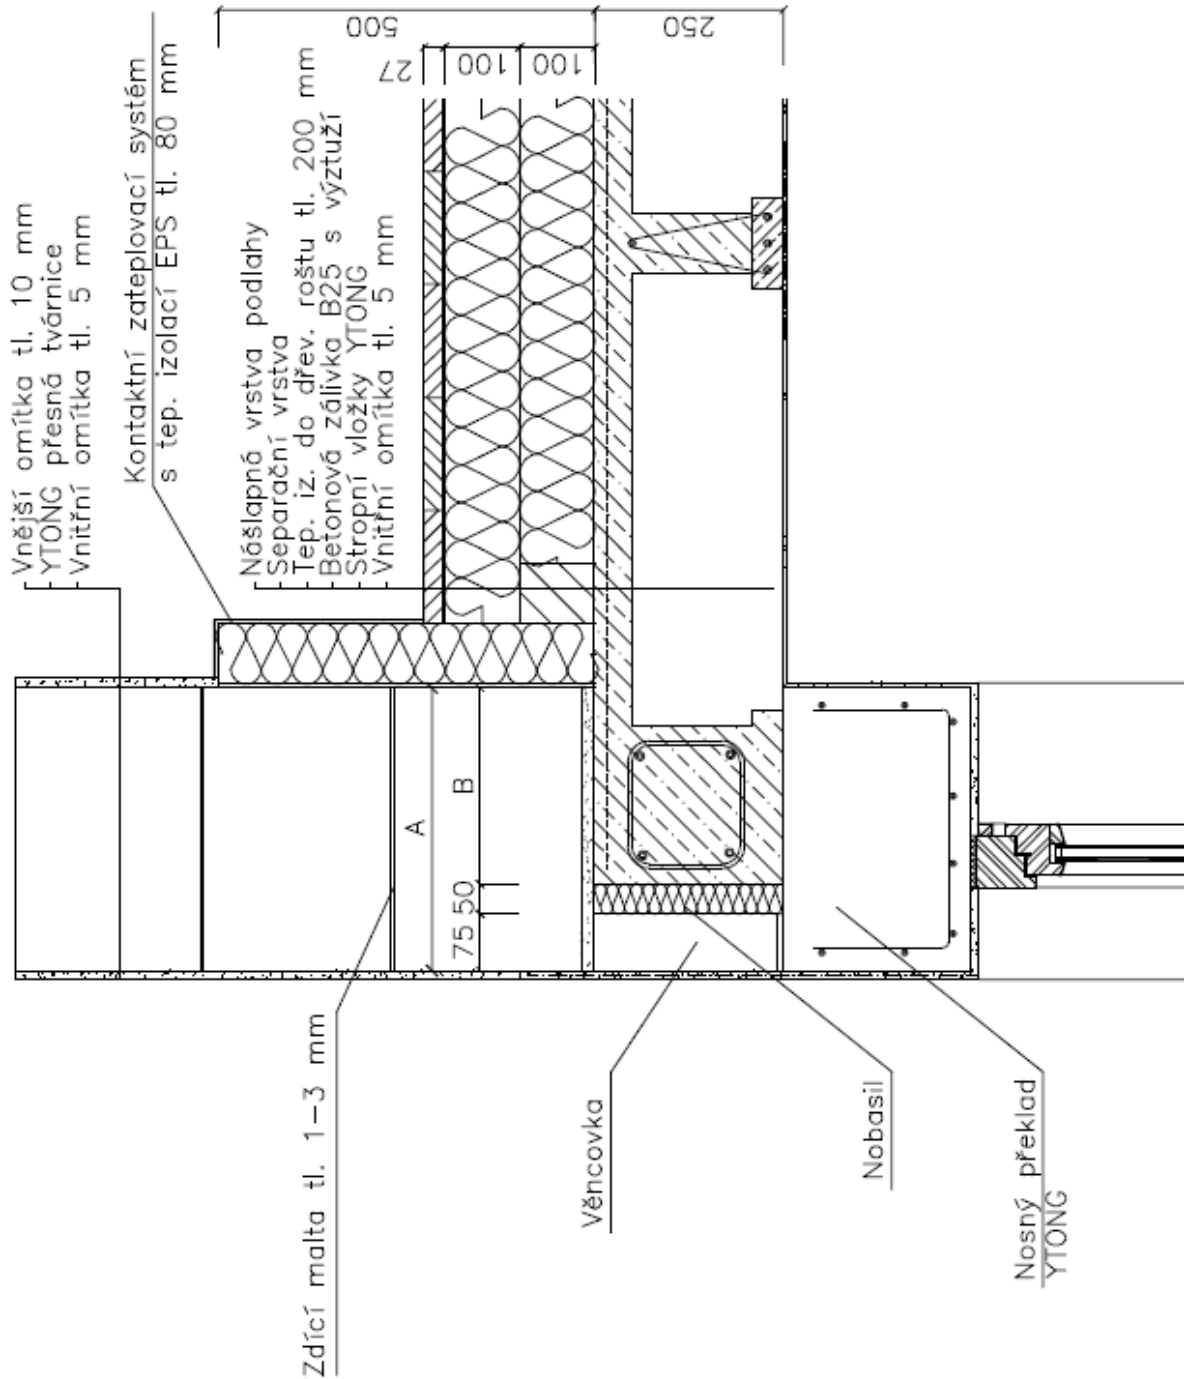 Vnější omítka tl. 10 mm
YTONG přesná tvárnice
Vnitřní omítka tl. 5 mm
Kontaktní zateplovací systém
s tep. izolací EPS tl. 80 mm
Nášlapná vrstva podlahy
Separační vrstva
Tep. iz. do dřev. roštu tl. 200 mm
Betonová zálivka B25 s výztuží
Stropní vložky YTONG
Vnitřní omítka tl. 5 mm
500
250
27
100
100
A
B
75
50
Zdící malta tl. 1-3 mm
Věncovka
Nobasil
Nosný překlad
YTONG